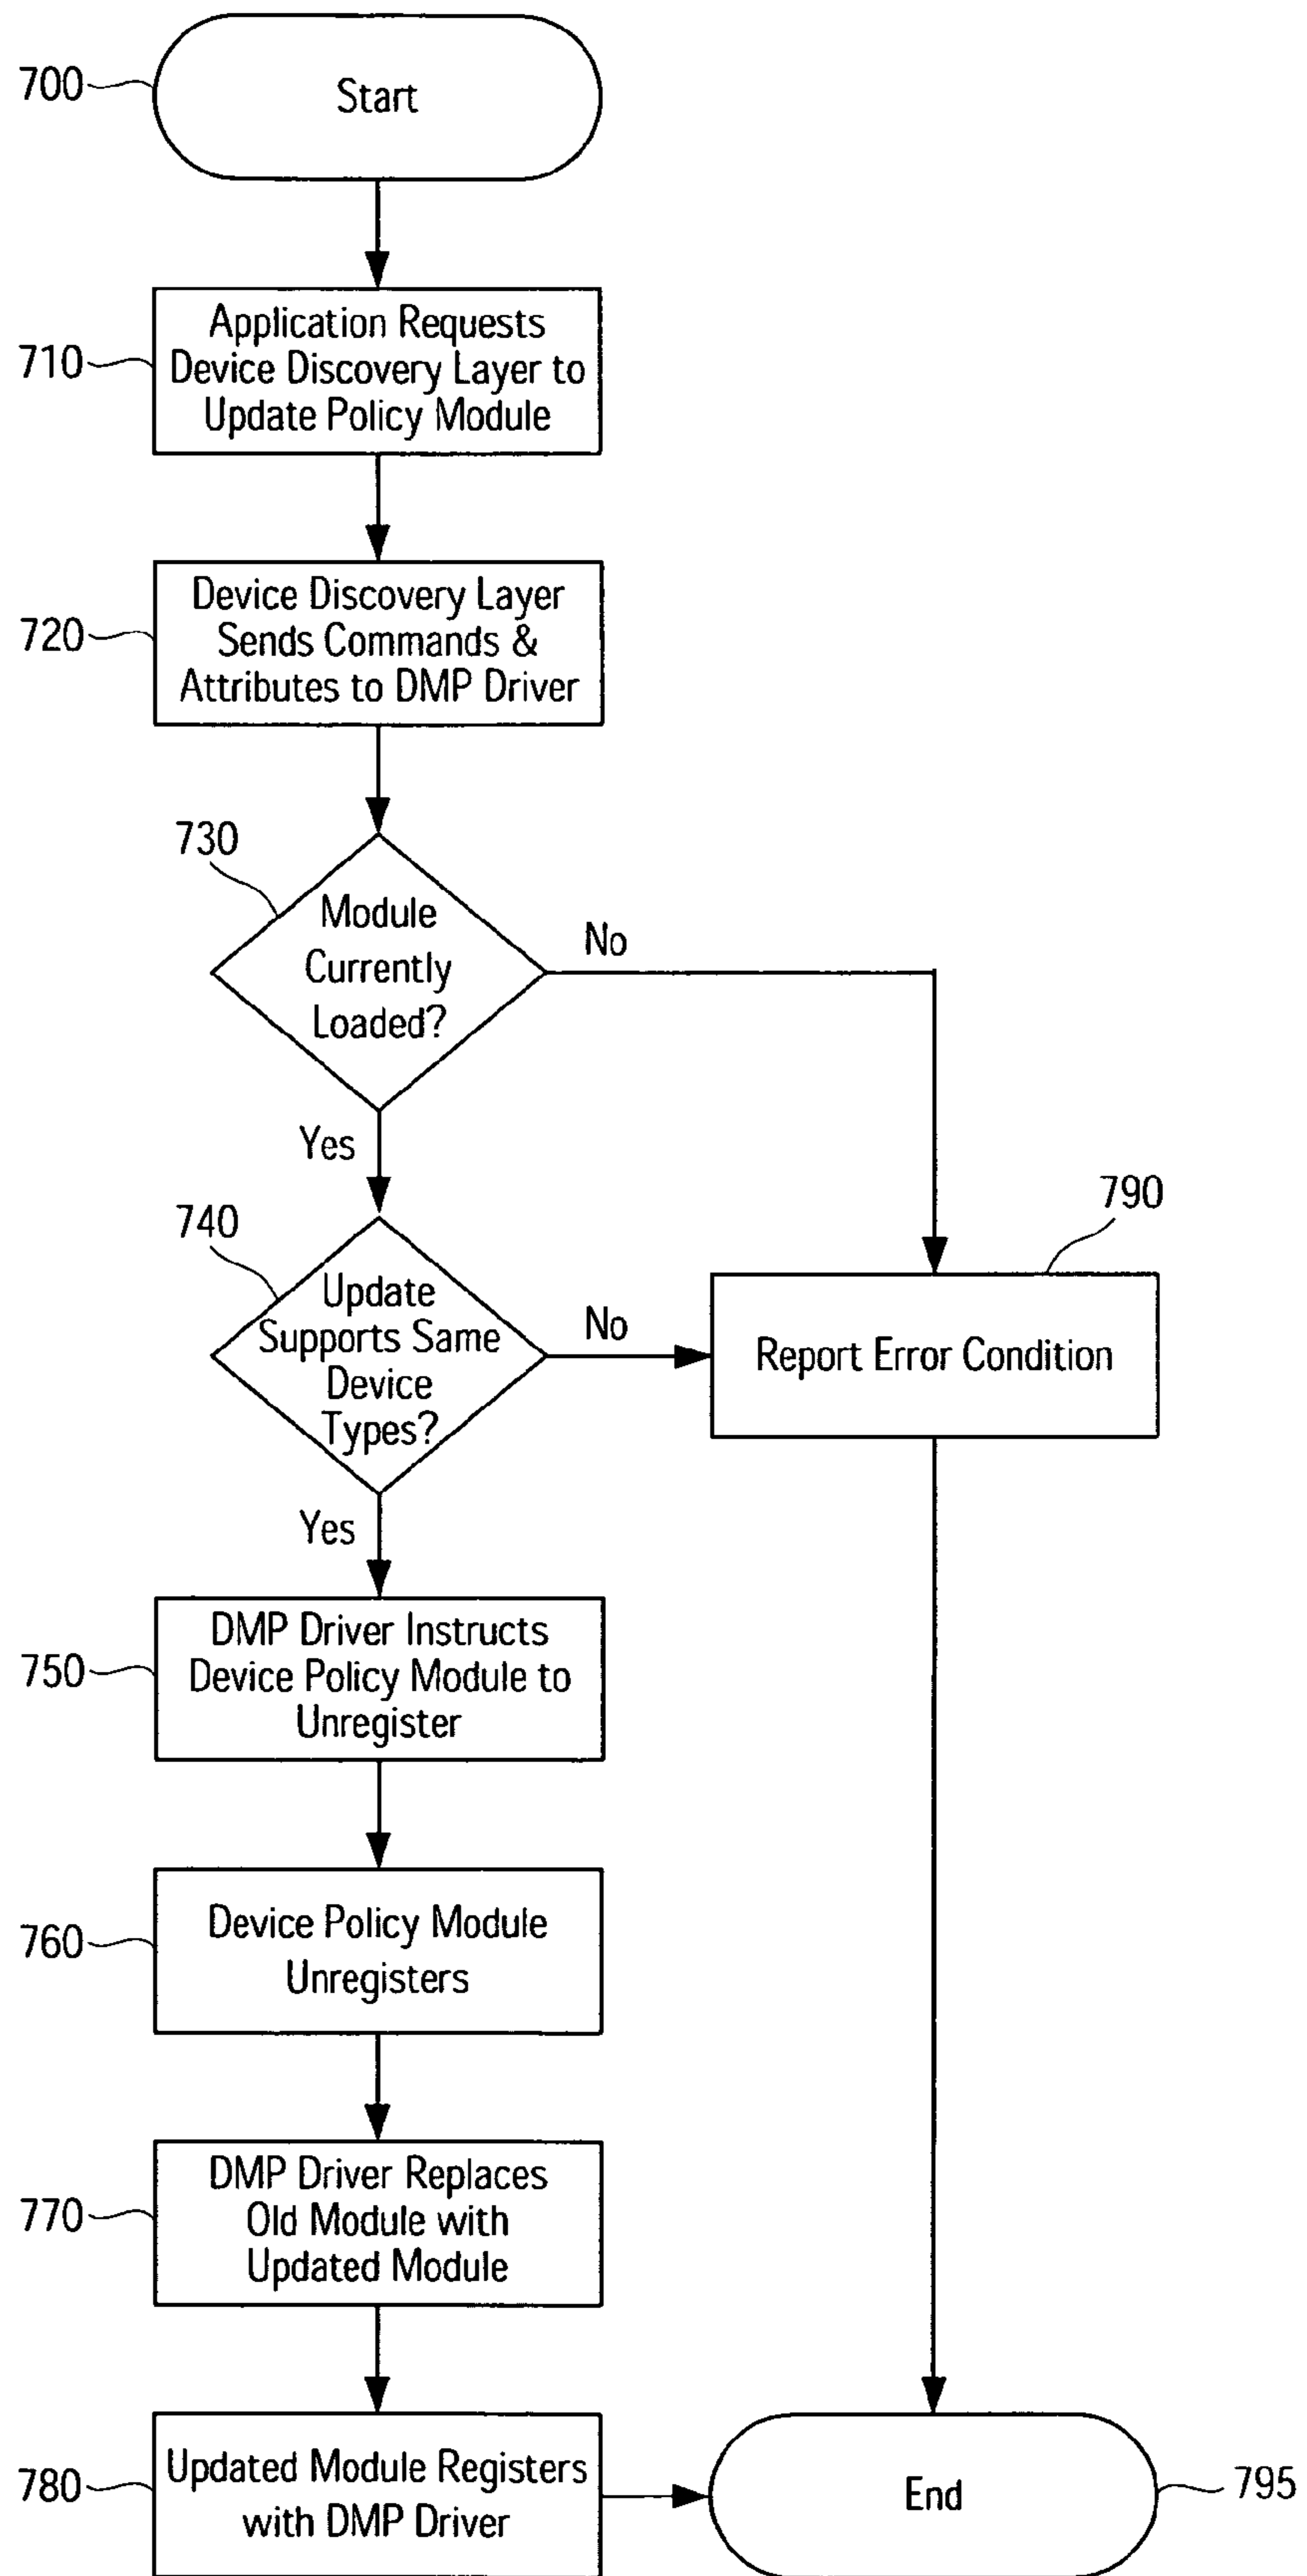 700
Start
710
Application Requests
Device Discovery Layer to
Update Policy Module
720
Device Discovery Layer
Sends Commands &
Attributes to DMP Driver
730
Module
Currently
Loaded?
No
Yes
740
Update
Supports Same
Device
Types?
No
790
Report Error Condition
Yes
750
DMP Driver Instructs
Device Policy Module to
Unregister
760
Device Policy Module
Unregisters
770
DMP Driver Replaces
Old Module with
Updated Module
780
Updated Module Registers
with DMP Driver
End
795